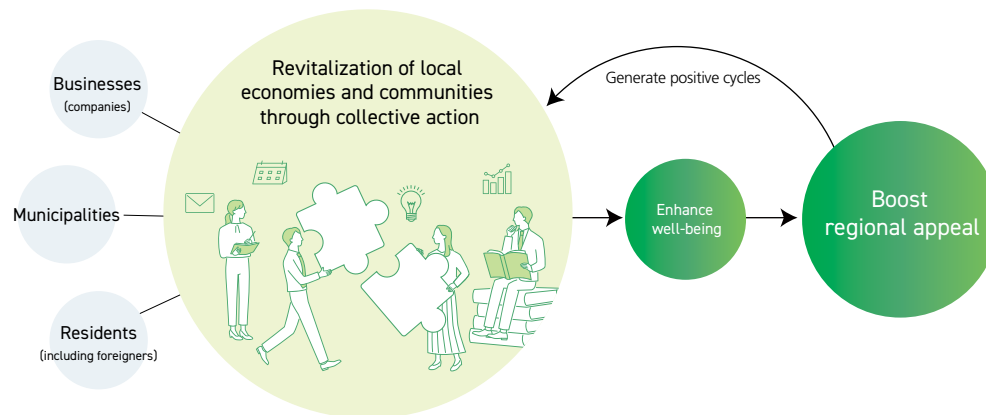 Businesses
(companies)
Municipalities
Residents
(including foreigners)
Revitalization of local
economies and communities
through collective action
Generate positive cycles
Enhance
well-being
Boost
regional appeal